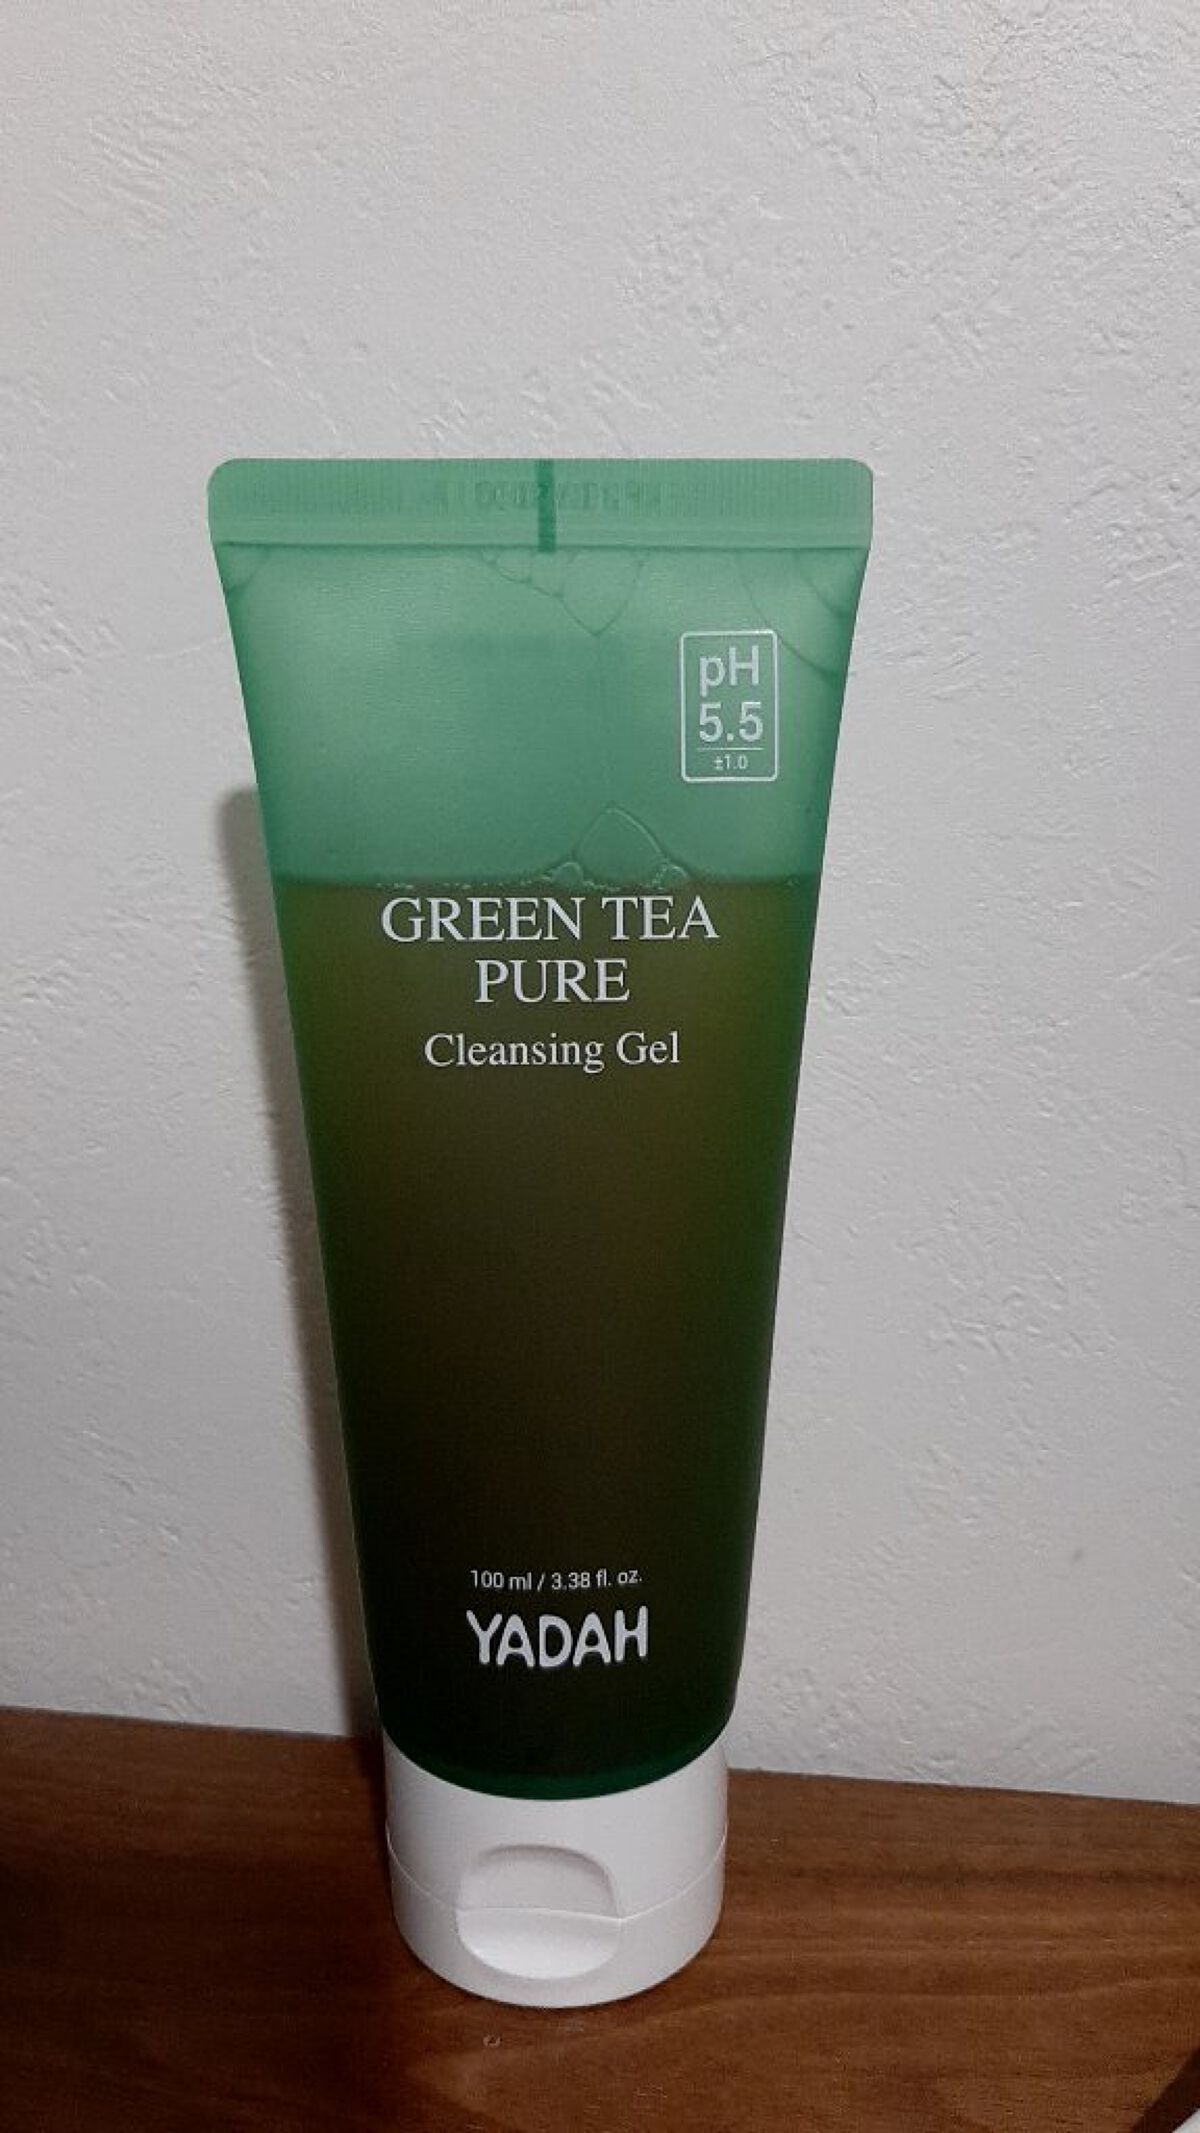 pH
5.5
±1.0
GREEN TEA
PURE
Cleansing Gel
100 ml / 3.38 fl. oz.
YADAH